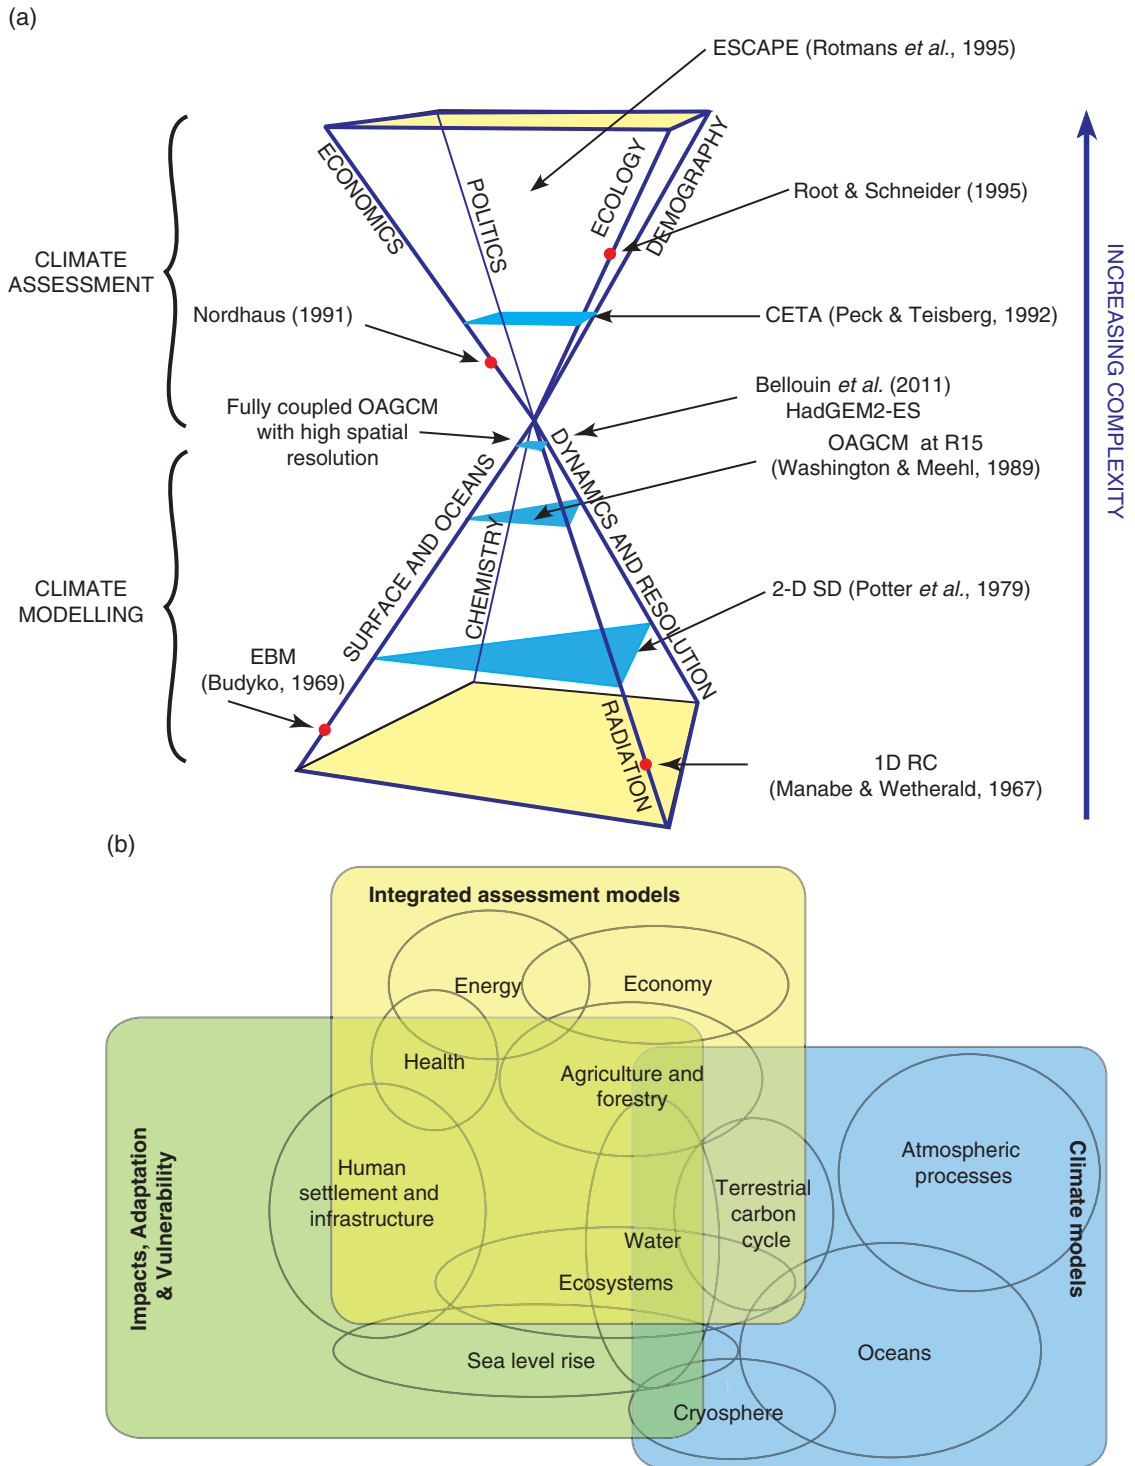 (a)
ESCAPE (Rotmans et al., 1995)
ECONOMICS
POLITICS
ECOLOGY
DEMOGRAPHY
Root & Schneider (1995)
CLIMATE
ASSESSMENT
Nordhaus (1991)
CETA (Peck & Teisberg, 1992)
INCREASING COMPLEXITY
Fully coupled OAGCM
with high spatial
resolution
Bellouin et al. (2011)
HadGEM2-ES
OAGCM at R15
(Washington & Meehl, 1989)
SURFACE AND OCEANS
CHEMISTRY
DYNAMICS AND RESOLUTION
RADIATION
CLIMATE
MODELLING
2-D SD (Potter et al., 1979)
EBM
(Budyko, 1969)
1D RC
(Manabe & Wetherald, 1967)
(b)
Integrated assessment models
Energy
Economy
Health
Agriculture and
forestry
Impacts, Adaptation
& Vulnerability
Human
settlement and
infrastructure
Terrestrial
carbon
cycle
Atmospheric
processes
Climate models
Water
Ecosystems
Sea level rise
Oceans
Cryosphere